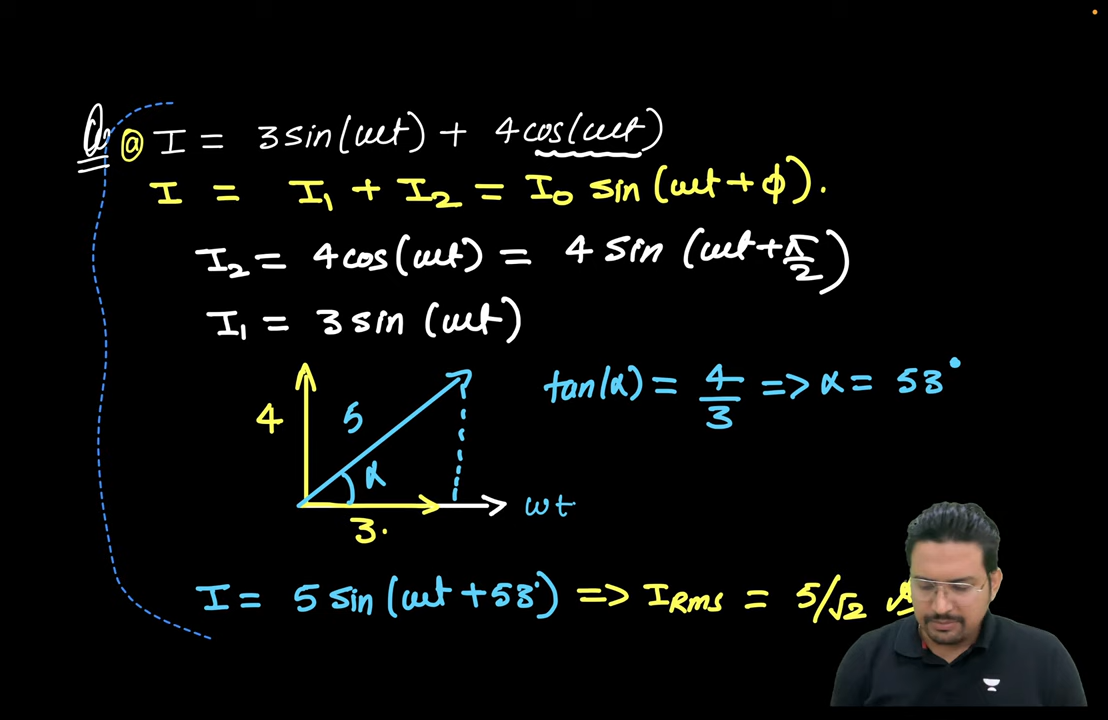 Q ⓐ I = 3sin(ωt) + 4cos(ωt)
I = I₁ + I₂ = I₀ sin(ωt + ϕ).
I₂ = 4cos(ωt) = 4 sin(ωt + π/2)
I₁ = 3 sin(ωt)
tan(α) = 4/3 => α = 53°
4
5
α
ωt
3.
I = 5 sin(ωt + 53°) => I Rms = 5/√2